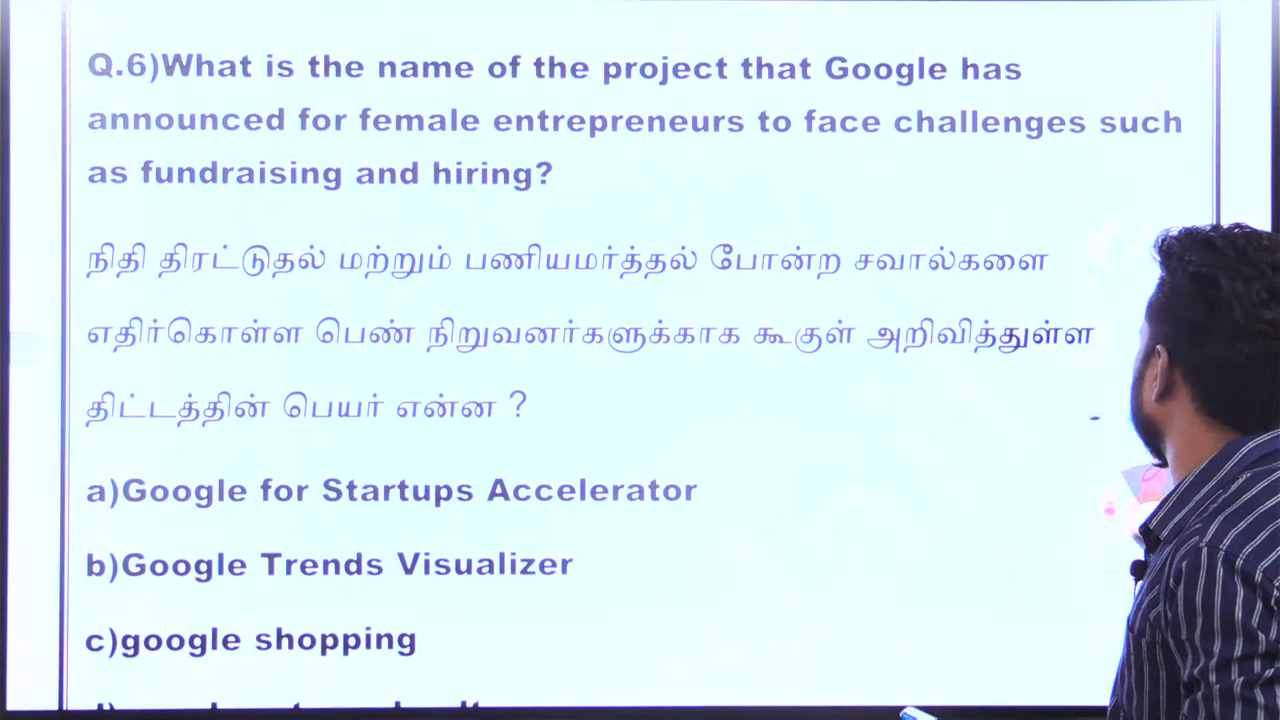 Q.6)What is the name of the project that Google has
announced for female entrepreneurs to face challenges such
as fundraising and hiring?
நிதி திரட்டுதல் மற்றும் பணியமர்த்தல் போன்ற சவால்களை
எதிர்கொள்ள பெண் நிறுவனர்களுக்காக கூகுள் அறிவித்துள்ள
திட்டத்தின் பெயர் என்ன ?
a)Google for Startups Accelerator
b)Google Trends Visualizer
c)google shopping